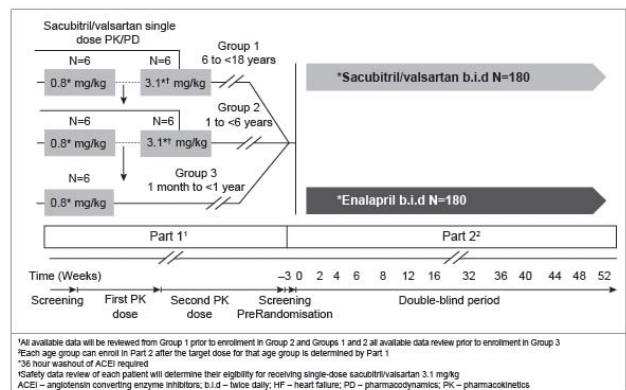 Sacubitril/valsartan single
dose PK/PD
N=6
N=6
Group 1
6 to <18 years
0.8* mg/kg
3.1*† mg/kg
*Sacubitril/valsartan b.i.d N=180
N=6
N=6
Group 2
1 to <6 years
0.8* mg/kg
3.1*† mg/kg
N=6
Group 3
1 month to <1 year
0.8* mg/kg
*Enalapril b.i.d N=180
Part 1¹
Part 2²
Time (Weeks)
–3 0 2 4 6 8 12 16 32 36 40 44 48 52
Screening
First PK
dose
Second PK
dose
Screening
PreRandomisation
Double-blind period
¹All available data will be reviewed from Group 1 prior to enrollment in Group 2 and Groups 1 and 2 all available data review prior to enrollment in Group 3
²Each age group can enroll in Part 2 after the target dose for that age group is determined by Part 1
*36 hour washout of ACEI required
†Safety data review of each patient will determine their eligibility for receiving single-dose sacubitril/valsartan 3.1 mg/kg
ACEI – angiotensin converting enzyme inhibitors; b.i.d – twice daily; HF – heart failure; PD – pharmacodynamics; PK – pharmacokinetics